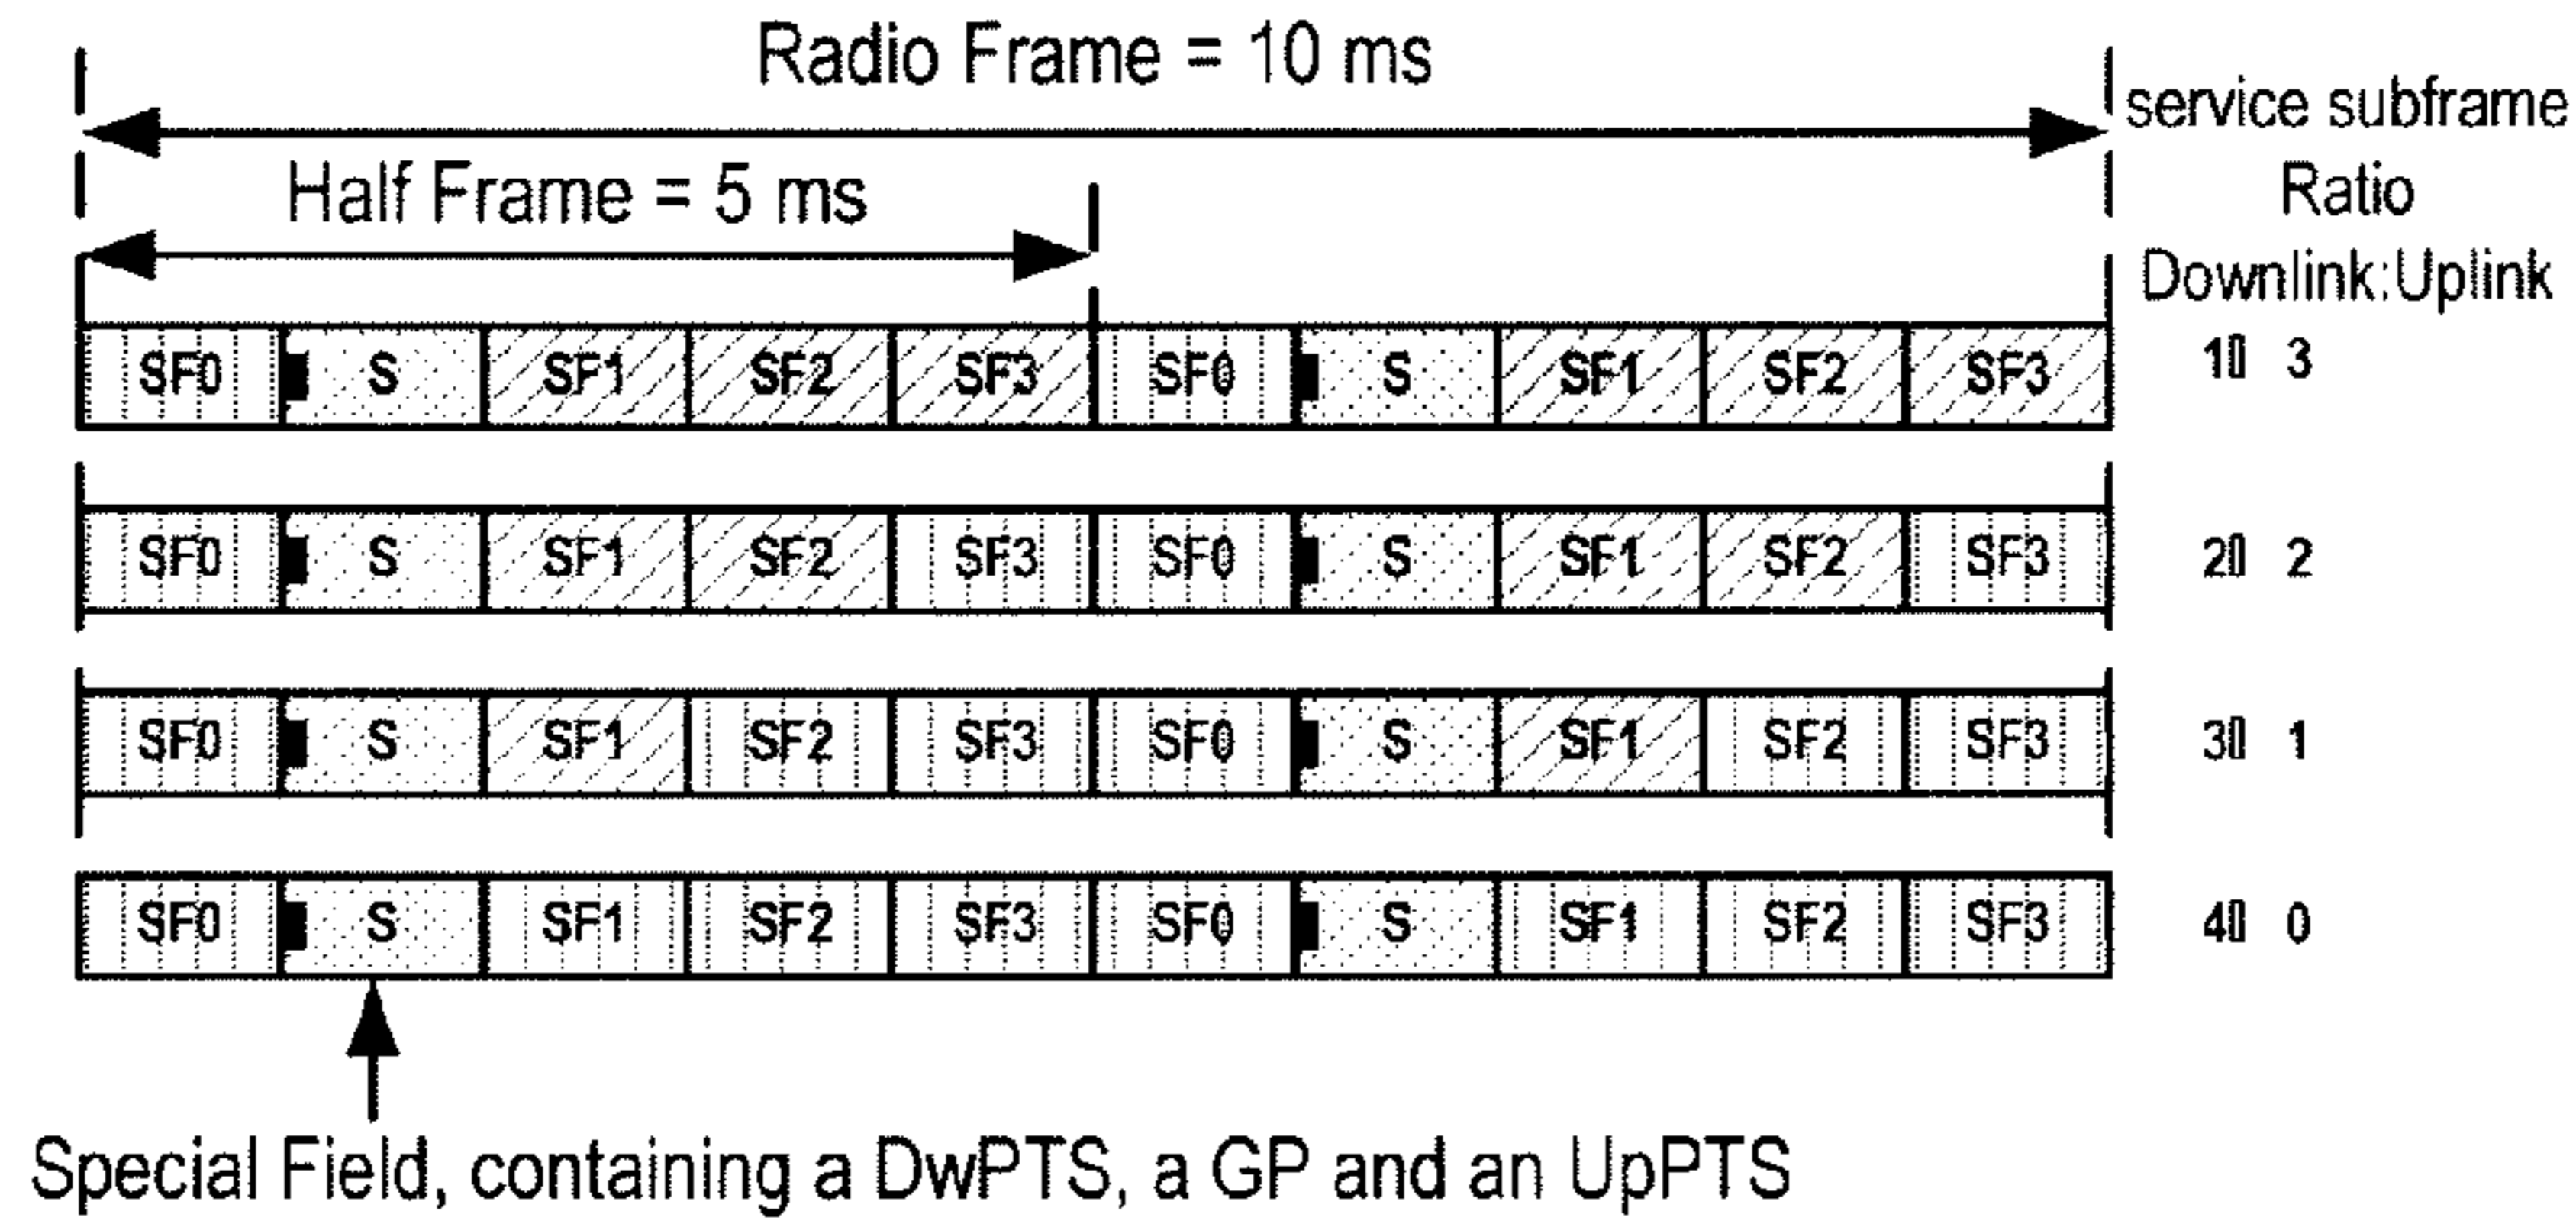 Radio Frame = 10 ms
service subframe
Ratio
Downlink:Uplink
Half Frame = 5 ms
SF0 S SF1 SF2 SF3 SF0 S SF1 SF2 SF3 1▯ 3
SF0 S SF1 SF2 SF3 SF0 S SF1 SF2 SF3 2▯ 2
SF0 S SF1 SF2 SF3 SF0 S SF1 SF2 SF3 3▯ 1
SF0 S SF1 SF2 SF3 SF0 S SF1 SF2 SF3 4▯ 0
Special Field, containing a DwPTS, a GP and an UpPTS